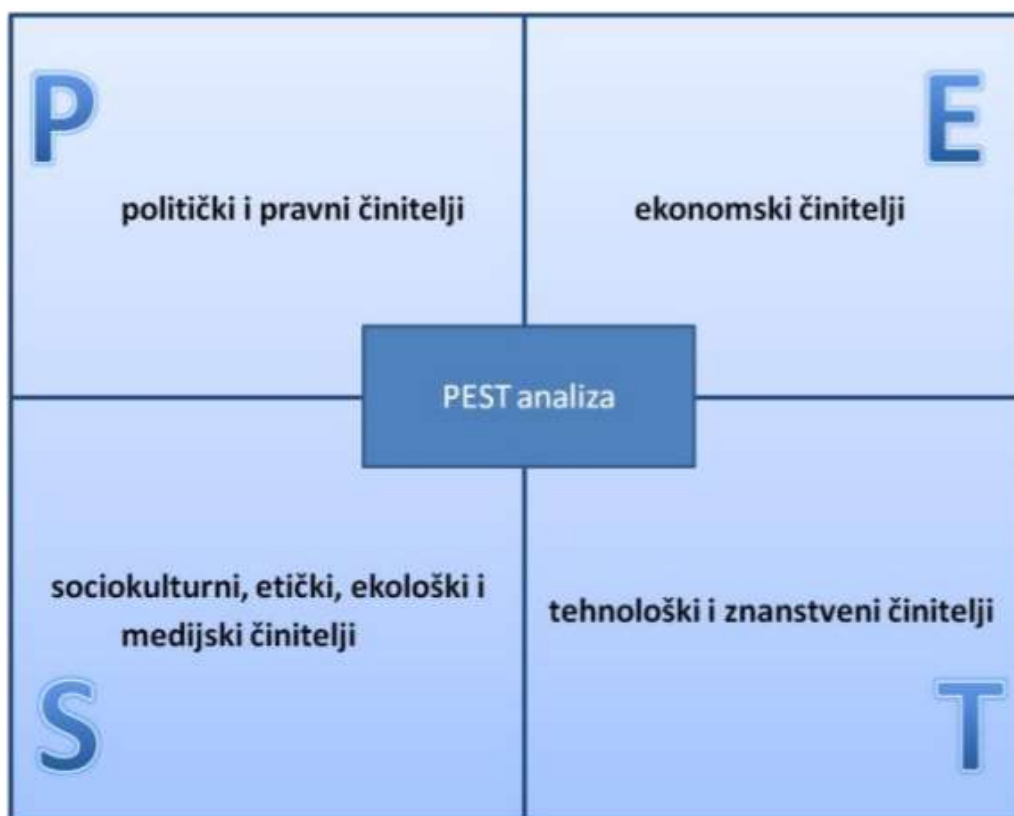 P
E
politički i pravni činitelji
ekonomski činitelji
PEST analiza
sociokulturni, etički, ekološki i
medijski činitelji
tehnološki i znanstveni činitelji
S
T